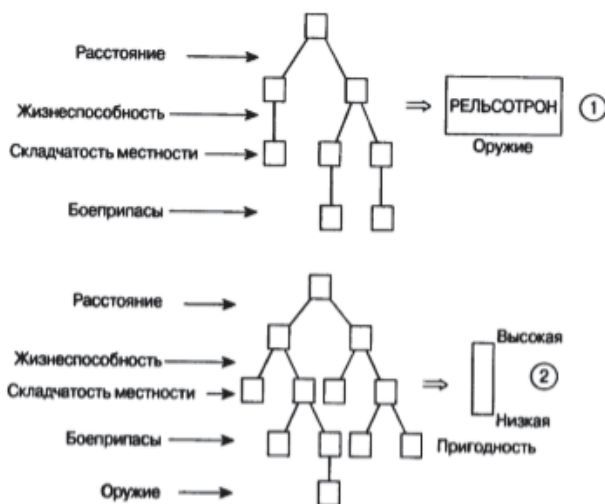 Расстояние
Жизнеспособность
РЕЛЬСОТРОН
1
Складчатость местности
Оружие
Боеприпасы
Расстояние
Высокая
Жизнеспособность
2
Складчатость местности
Низкая
Боеприпасы
Пригодность
Оружие